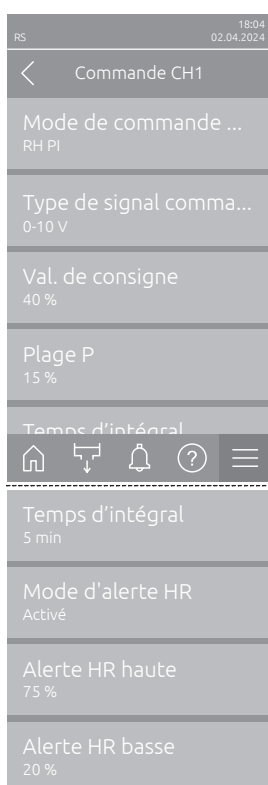 18:04
RS 02.04.2024
Commande CH1
Mode de commande ...
RH PI
Type de signal comma...
0-10 V
Val. de consigne
40 %
Plage P
15 %
Temps d'intégral
?
Temps d’intégral
5 min
Mode d'alerte HR
Activé
Alerte HR haute
75 %
Alerte HR basse
20 %